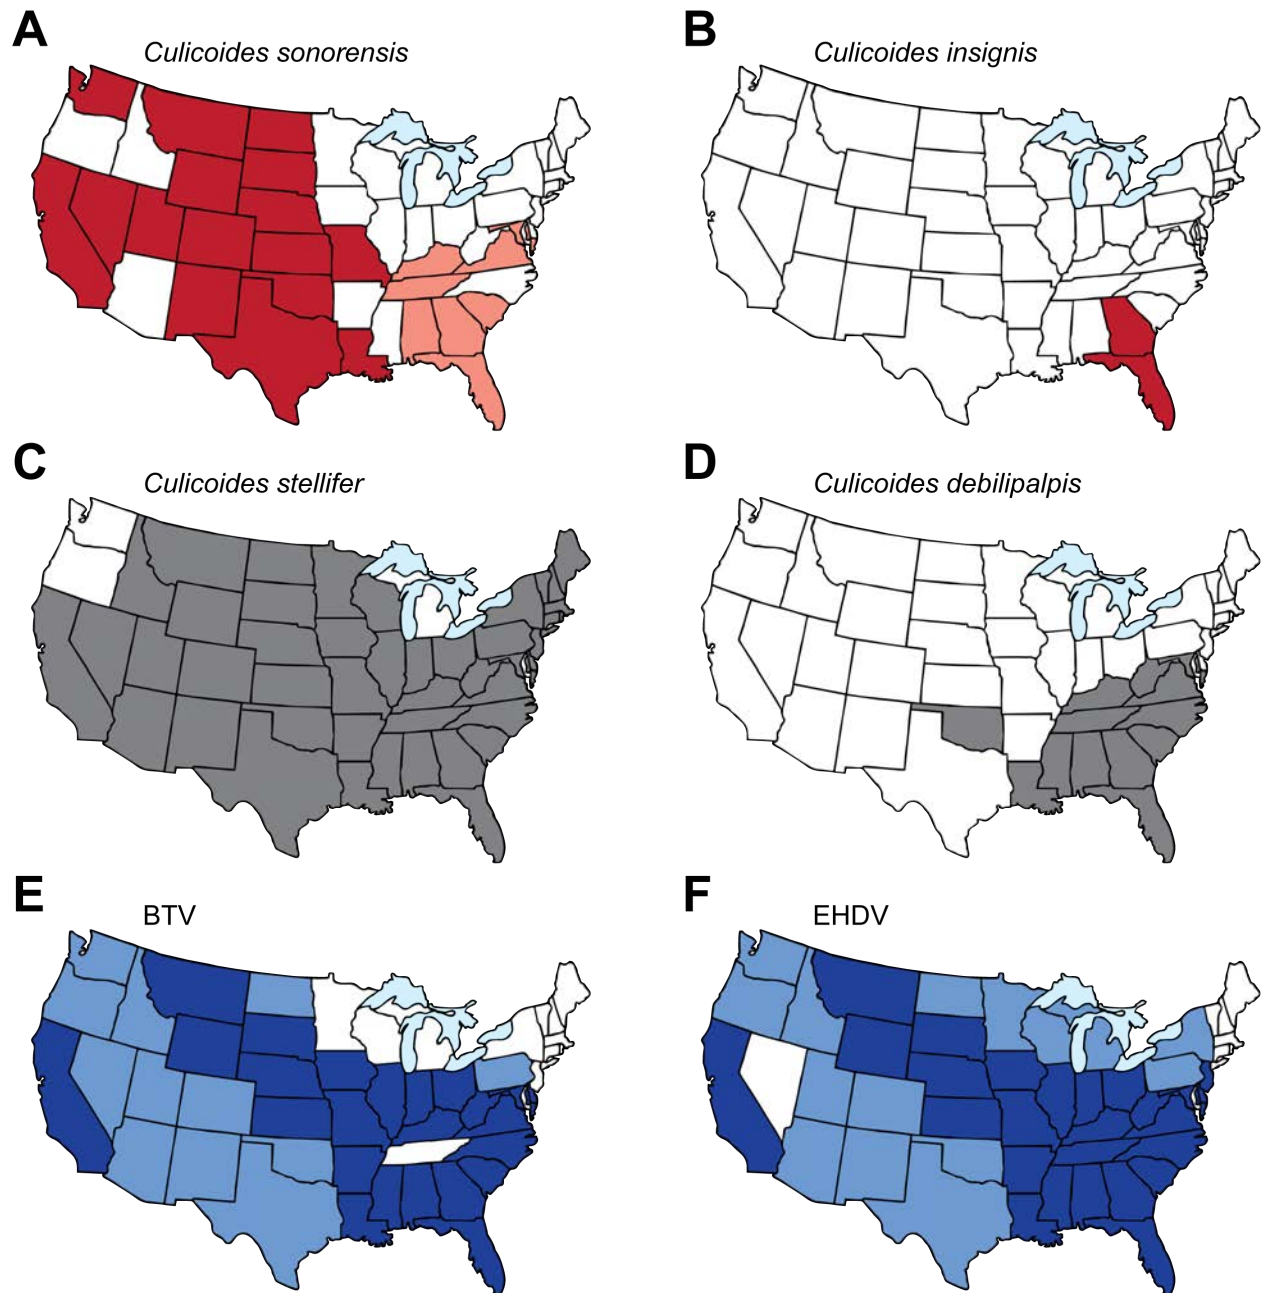 A
Culicoides sonorensis
B
Culicoides insignis
C
Culicoides stellifer
D
Culicoides debilipalpis
E
BTV
F
EHDV